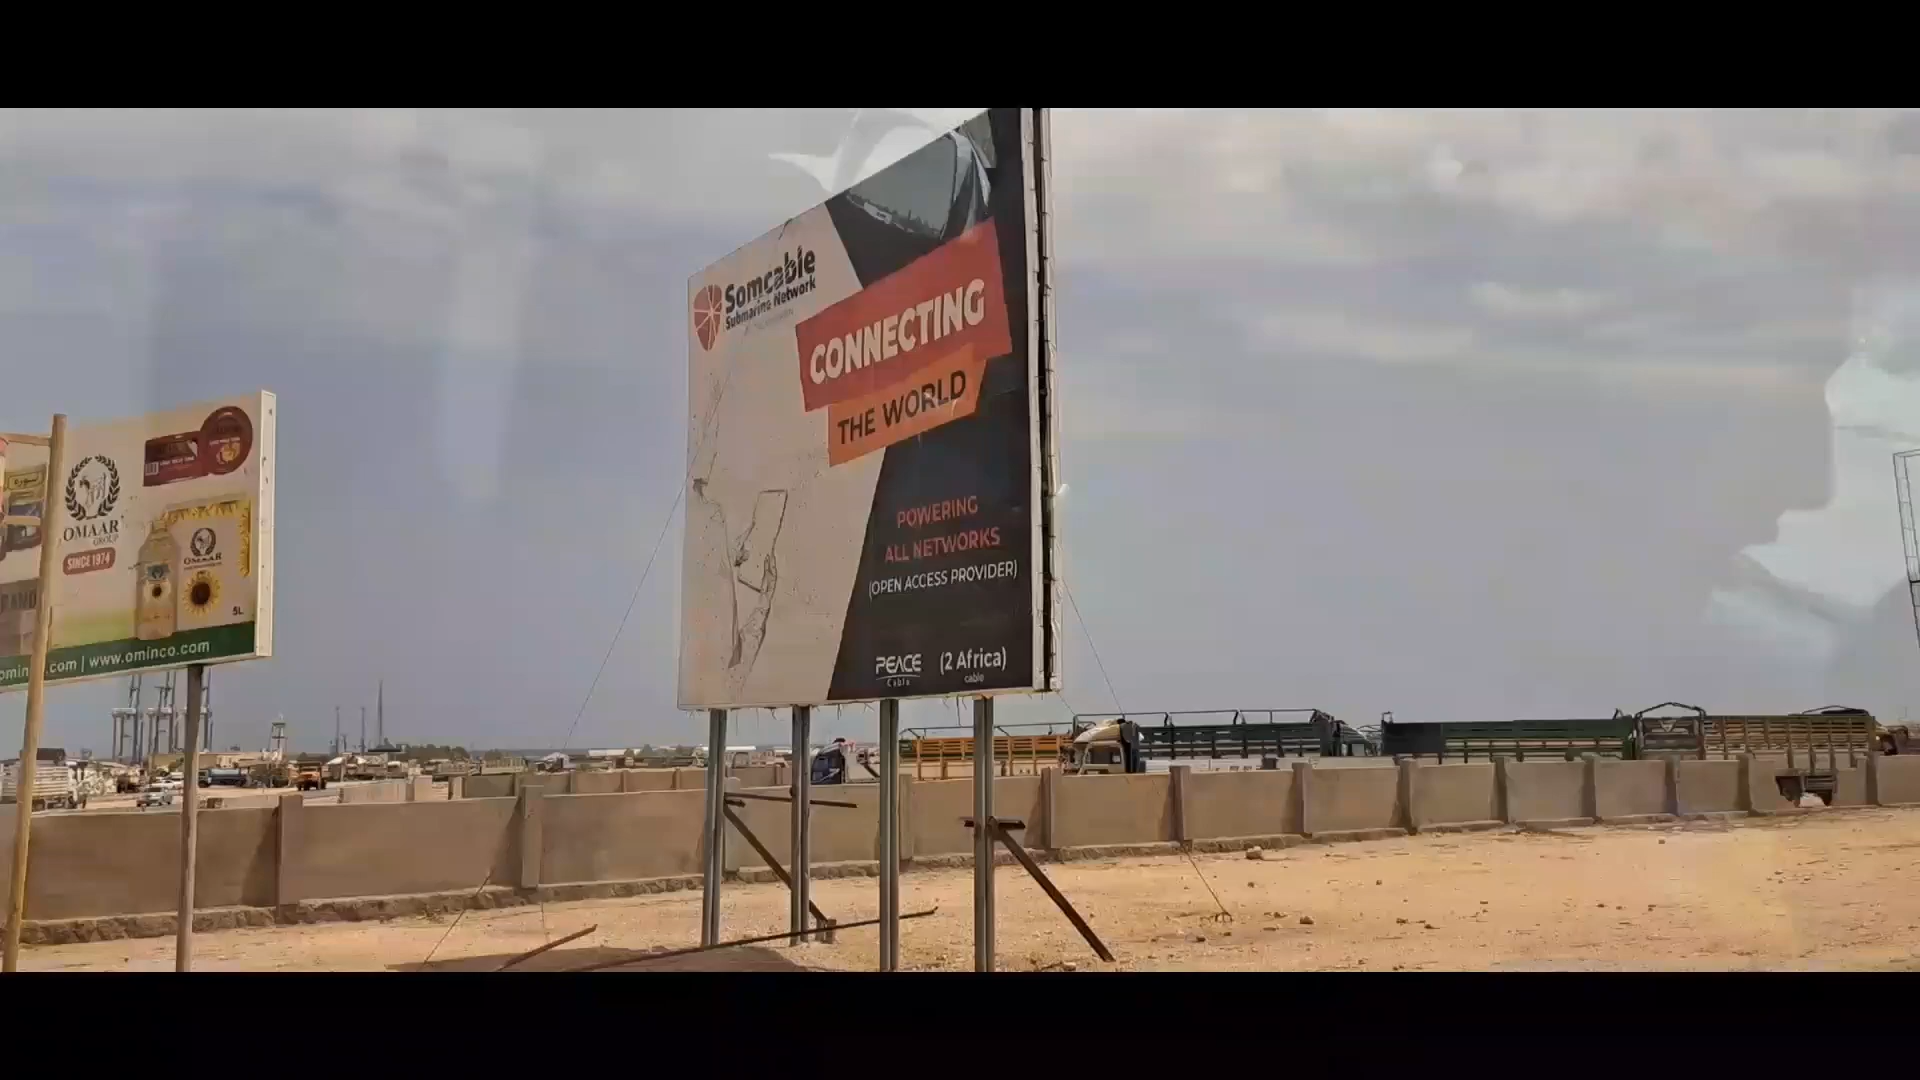 OMAAR
GROUP
SINCE 1974
OMAAR
5L
.com | www.ominco.com
Somcable
Submarine Network
CONNECTING
THE WORLD
POWERING
ALL NETWORKS
(OPEN ACCESS PROVIDER)
PEACE
Cable
(2 Africa)
cable